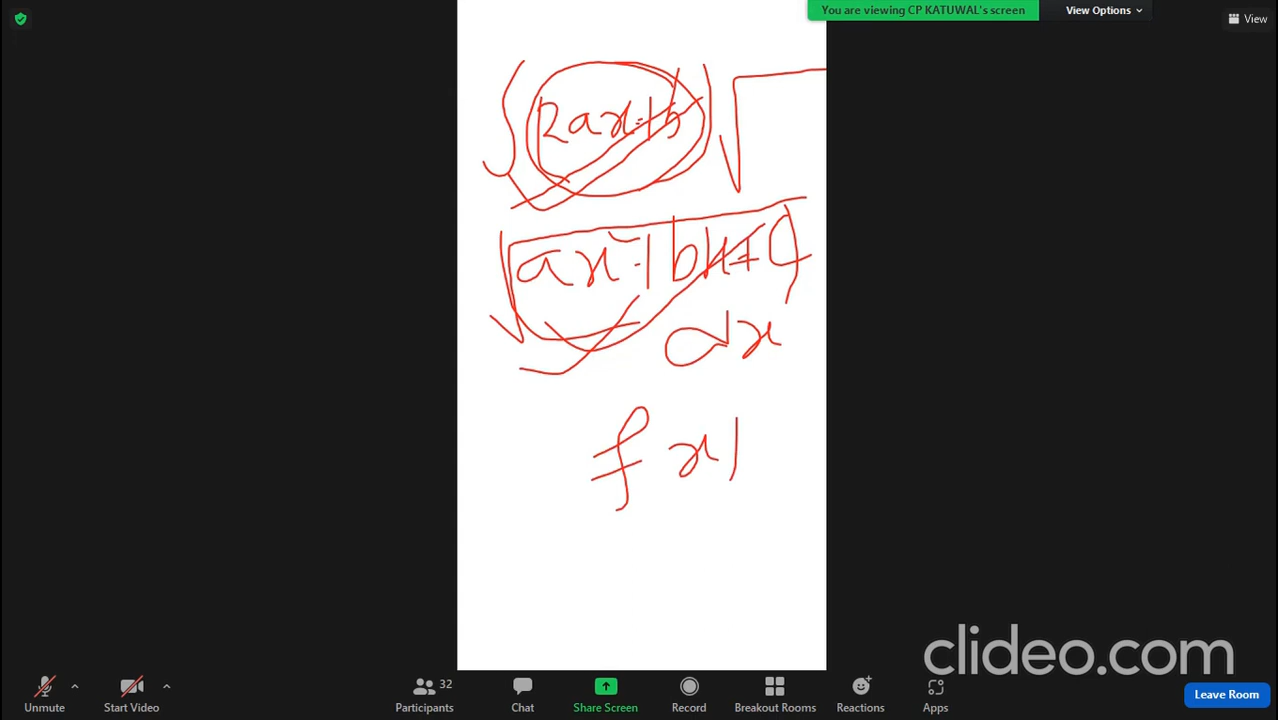 You are viewing CP KATUWAL's screen
View Options
View
∫(2ax+b)√
√ax²+bx+c
dx
f x)
clideo.com
Unmute
Start Video
Participants
32
Chat
Share Screen
Record
Breakout Rooms
Reactions
Apps
Leave Room